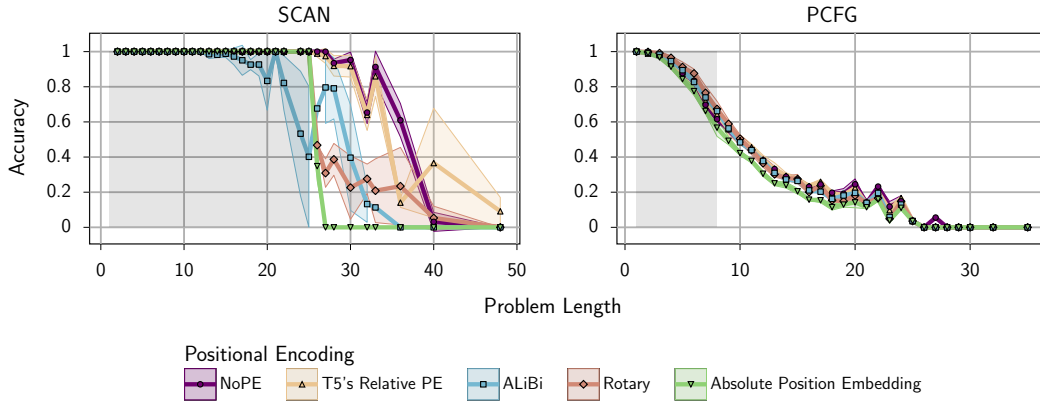 SCAN PCFG
1 1
0.8 0.8
0.6 0.6
0.4 0.4
0.2 0.2
0 0
Accuracy
0 10 20 30 40 50 0 10 20 30
Problem Length
Positional Encoding
NoPE T5's Relative PE ALiBi Rotary Absolute Position Embedding